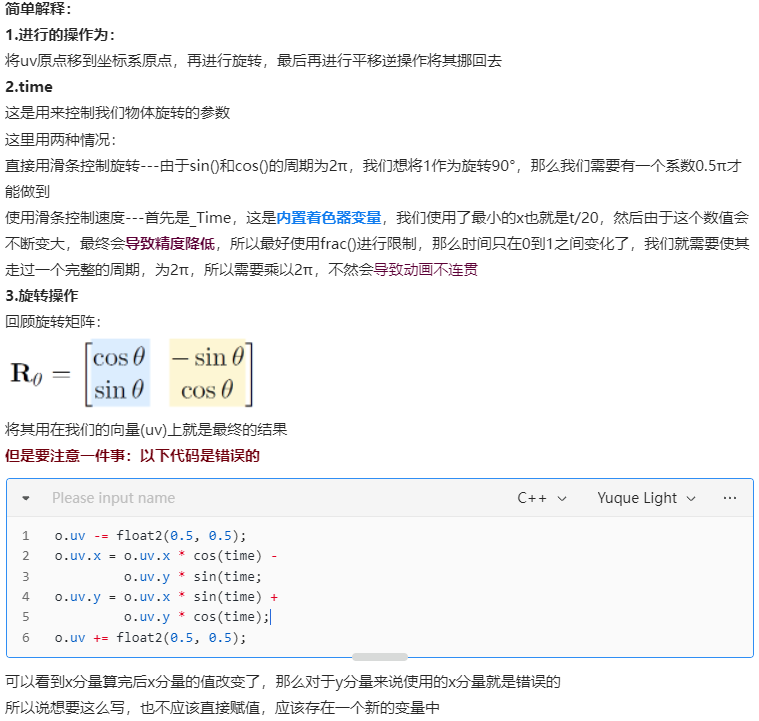 简单解释：
1.进行的操作为：
将uv原点移到坐标系原点，再进行旋转，最后再进行平移逆操作将其挪回去
2.time
这是用来控制我们物体旋转的参数
这里用两种情况：
直接用滑条控制旋转---由于sin()和cos()的周期为2π，我们想将1作为旋转90°，那么我们需要有一个系数0.5π才
能做到
使用滑条控制速度---首先是_Time，这是内置着色器变量，我们使用了最小的x也就是t/20，然后由于这个数值会
不断变大，最终会导致精度降低，所以最好使用frac()进行限制，那么时间只在0到1之间变化了，我们就需要使其
走过一个完整的周期，为2π，所以需要乘以2π，不然会导致动画不连贯
3.旋转操作
回顾旋转矩阵：
R_θ = [cos θ  − sin θ]
[sin θ  cos θ]
将其用在我们的向量(uv)上就是最终的结果
但是要注意一件事：以下代码是错误的
Please input name C++ Yuque Light ···
1 o.uv -= float2(0.5, 0.5);
2 o.uv.x = o.uv.x * cos(time) -
3 o.uv.y * sin(time;
4 o.uv.y = o.uv.x * sin(time) +
5 o.uv.y * cos(time);
6 o.uv += float2(0.5, 0.5);
可以看到x分量算完后x分量的值改变了，那么对于y分量来说使用的x分量就是错误的
所以说想要这么写，也不应该直接赋值，应该存在一个新的变量中